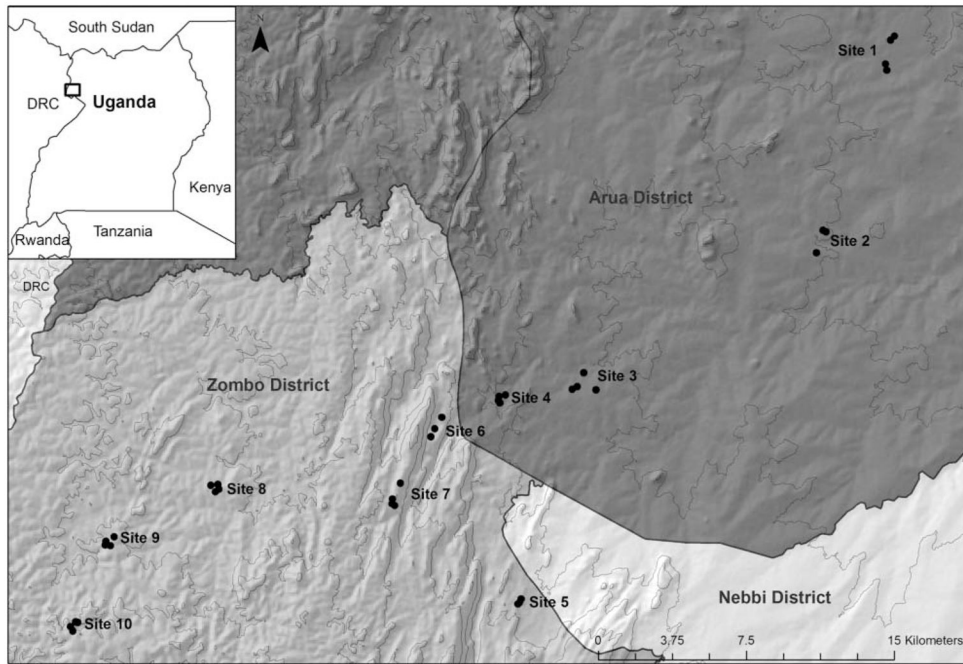 South Sudan
N
Site 1
DRC
Uganda
Kenya
Arua District
Rwanda
Tanzania
Site 2
DRC
Zombo District
Site 3
Site 4
Site 6
Site 8
Site 7
Site 9
Nebbi District
Site 5
Site 10
0 3.75 7.5 15 Kilometers